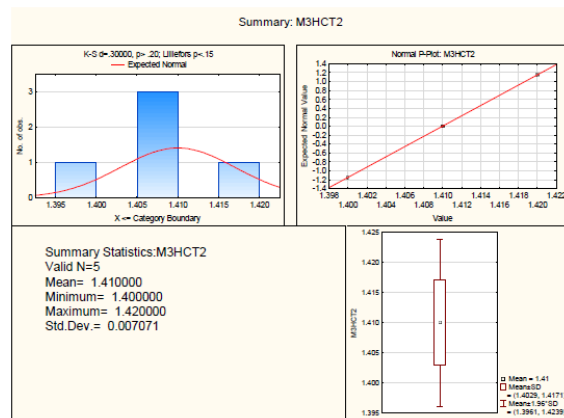 Summary: M3HCT2
K-S d=.30000, p> .20; Lilliefors p<.15
Expected Normal
No. of obs.
3
2
1
0
1.395 1.400 1.405 1.410 1.415 1.420
X <= Category Boundary
Normal P-Plot: M3HCT2
Expected Normal Value
1.4
1.2
1.0
0.8
0.6
0.4
0.2
0.0
-0.2
-0.4
-0.6
-0.8
-1.0
-1.2
-1.4
1.398 1.402 1.404 1.406 1.408 1.412 1.414 1.416 1.418 1.422
1.400 1.410 1.420
Value
Summary Statistics:M3HCT2
Valid N=5
Mean= 1.410000
Minimum= 1.400000
Maximum= 1.420000
Std.Dev.= 0.007071
M3HCT2
1.425
1.420
1.415
1.410
1.405
1.400
1.395
Mean = 1.41
Mean±SD
= (1.4029, 1.4171)
Mean±1.96*SD
= (1.3961, 1.4239)